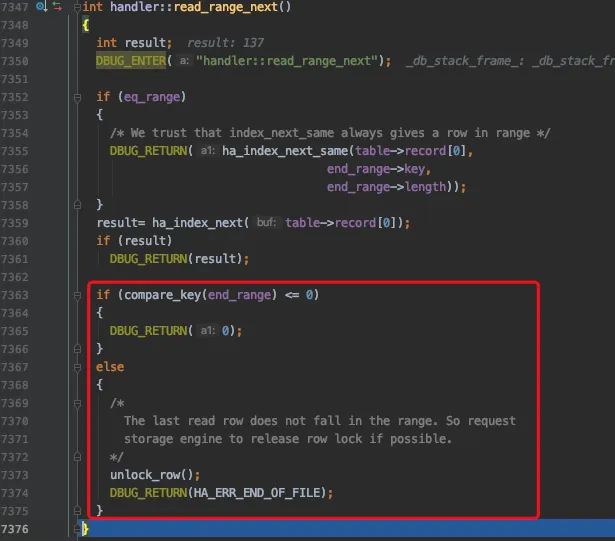 7347 int handler::read_range_next()
7348 {
7349 int result; result: 137
7350 DBUG_ENTER( a: "handler::read_range_next"); _db_stack_frame_: _db_stack_fr
7351
7352 if (eq_range)
7353 {
7354 /* We trust that index_next_same always gives a row in range */
7355 DBUG_RETURN( a1: ha_index_next_same(table->record[0],
7356 end_range->key,
7357 end_range->length));
7358 }
7359 result= ha_index_next( buf: table->record[0]);
7360 if (result)
7361 DBUG_RETURN(result);
7362
7363 if (compare_key(end_range) <= 0)
7364 {
7365 DBUG_RETURN( a1: 0);
7366 }
7367 else
7368 {
7369 /*
7370 The last read row does not fall in the range. So request
7371 storage engine to release row lock if possible.
7372 */
7373 unlock_row();
7374 DBUG_RETURN(HA_ERR_END_OF_FILE);
7375 }
7376 }